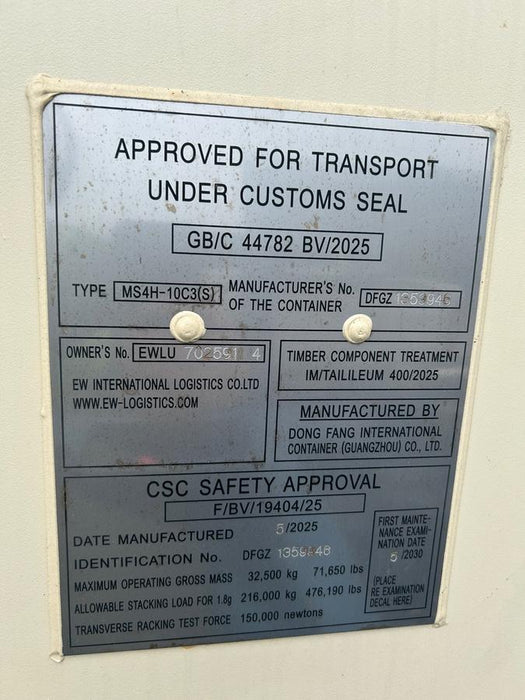 APPROVED FOR TRANSPORT
UNDER CUSTOMS SEAL
GB/C 44782 BV/2025
TYPE MS4H-10C3(S) MANUFACTURER'S No. OF THE CONTAINER DFGZ
OWNER'S No. EWLU
EW INTERNATIONAL LOGISTICS CO.LTD
WWW.EW-LOGISTICS.COM
TIMBER COMPONENT TREATMENT
IM/TAILILEUM 400/2025
MANUFACTURED BY
DONG FANG INTERNATIONAL
CONTAINER (GUANGZHOU) CO., LTD.
CSC SAFETY APPROVAL
F/BV/19404/25
DATE MANUFACTURED 5/2025
IDENTIFICATION No. DFGZ
MAXIMUM OPERATING GROSS MASS 32,500 kg 71,650 lbs
ALLOWABLE STACKING LOAD FOR 1.8g 216,000 kg 476,190 lbs
TRANSVERSE RACKING TEST FORCE 150,000 newtons
FIRST MAINTE-
NANCE EXAMI-
NATION DATE
5 /2030
(PLACE
RE EXAMINATION
DECAL HERE)